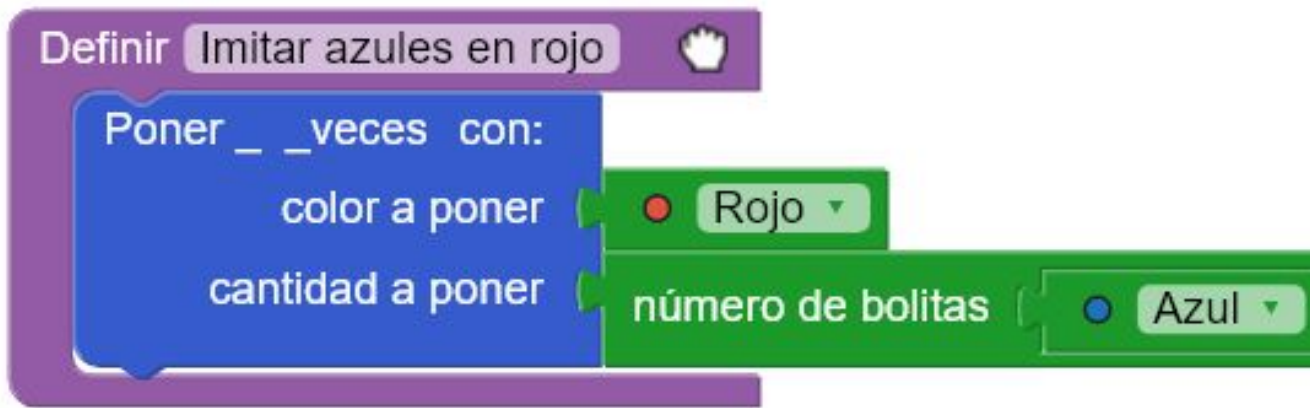 Definir Imitar azules en rojo
Poner _ _veces con:
color a poner Rojo
cantidad a poner número de bolitas Azul